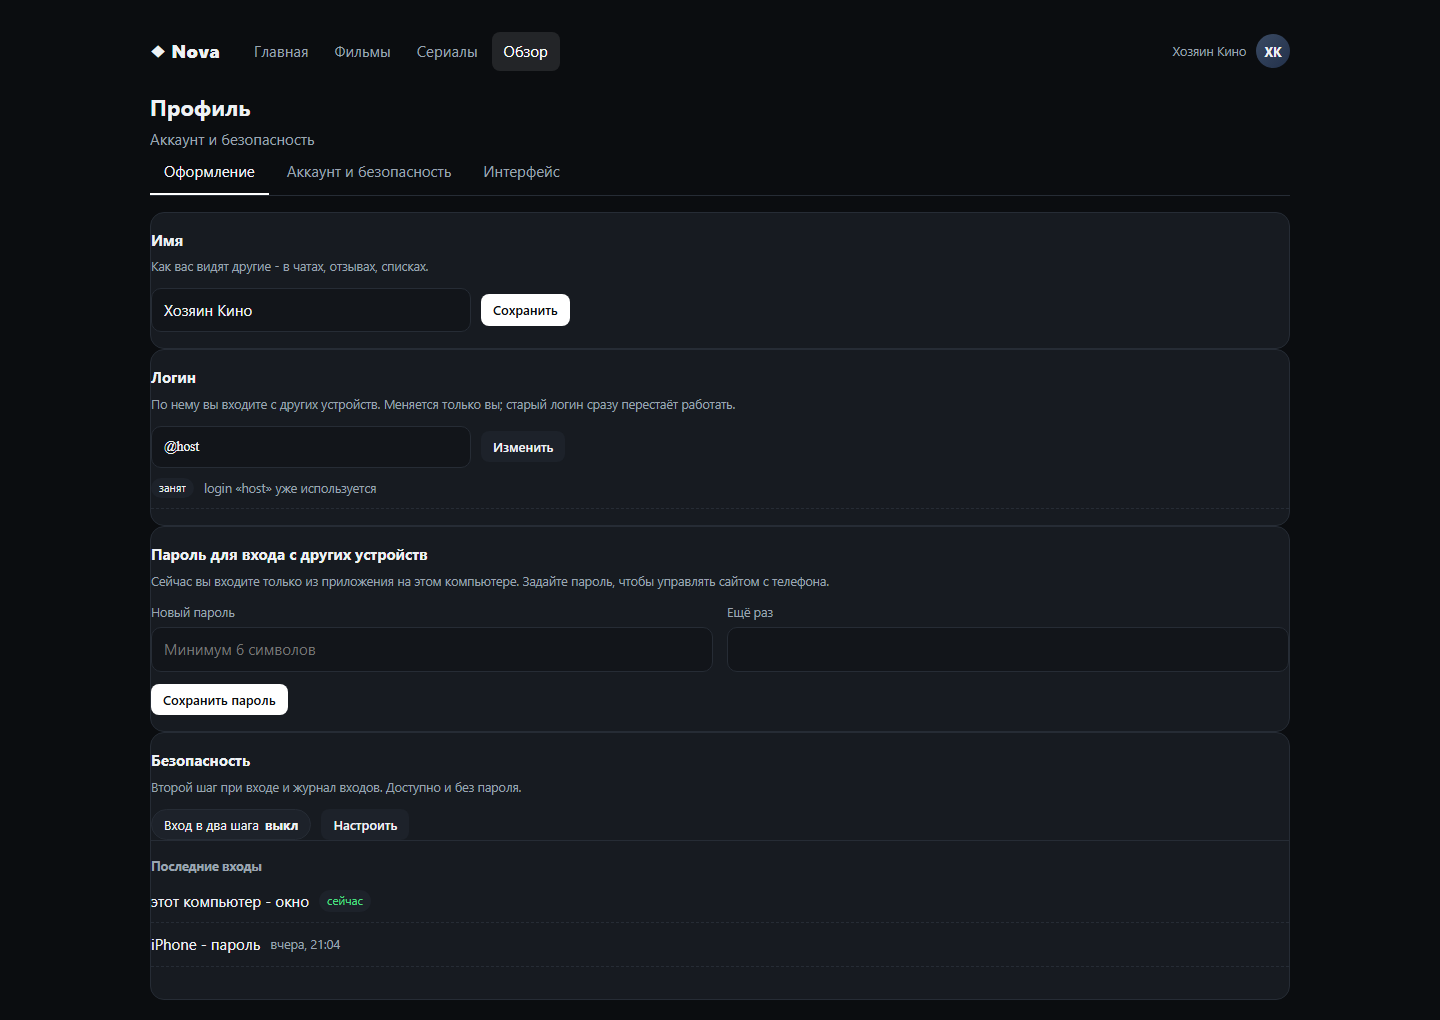 Nova Главная Фильмы Сериалы Обзор Хозяин Кино ХК
Профиль
Аккаунт и безопасность
Оформление Аккаунт и безопасность Интерфейс
Имя
Как вас видят другие - в чатах, отзывах, списках.
Хозяин Кино Сохранить
Логин
По нему вы входите с других устройств. Меняется только вы; старый логин сразу перестаёт работать.
@host Изменить
занят login «host» уже используется
Пароль для входа с других устройств
Сейчас вы входите только из приложения на этом компьютере. Задайте пароль, чтобы управлять сайтом с телефона.
Новый пароль Ещё раз
Минимум 6 символов
Сохранить пароль
Безопасность
Второй шаг при входе и журнал входов. Доступно и без пароля.
Вход в два шага выкл Настроить
Последние входы
этот компьютер - окно сейчас
iPhone - пароль вчера, 21:04